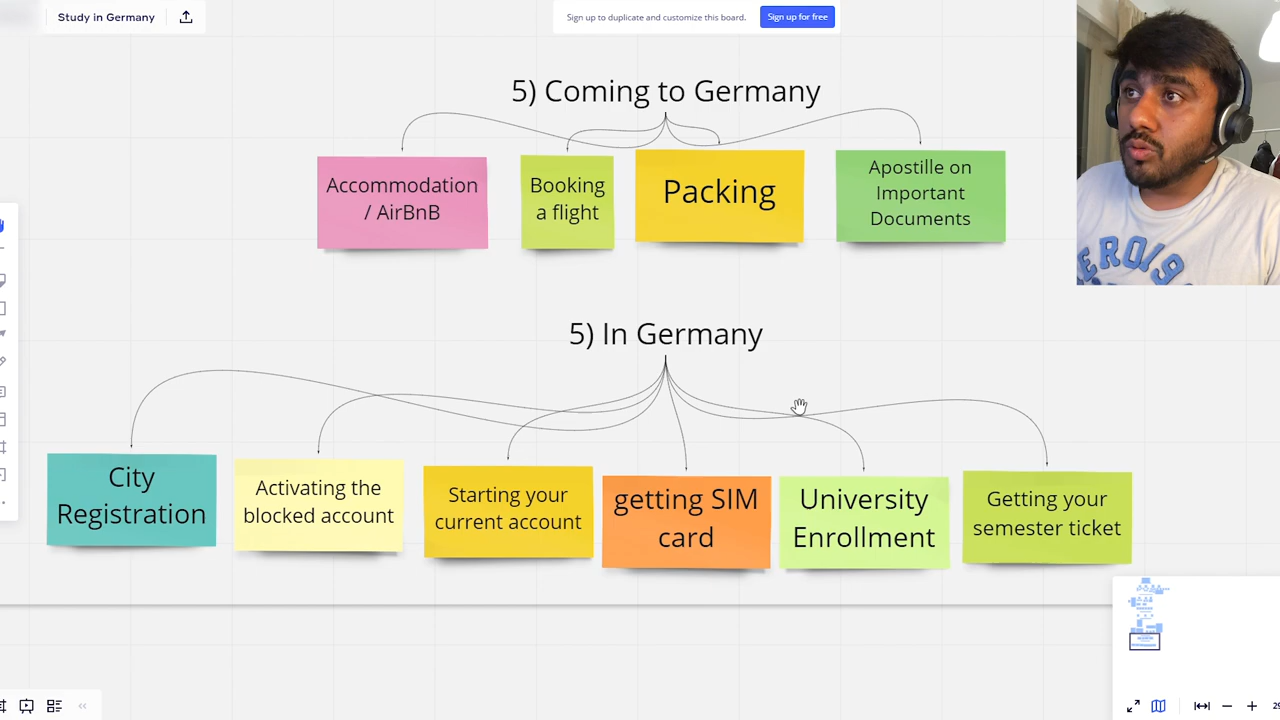 Study in Germany
Sign up to duplicate and customize this board.
Sign up for free
5) Coming to Germany
Accommodation
/ AirBnB
Booking
a flight
Packing
Apostille on
Important
Documents
5) In Germany
City
Registration
Activating the
blocked account
Starting your
current account
getting SIM
card
University
Enrollment
Getting your
semester ticket